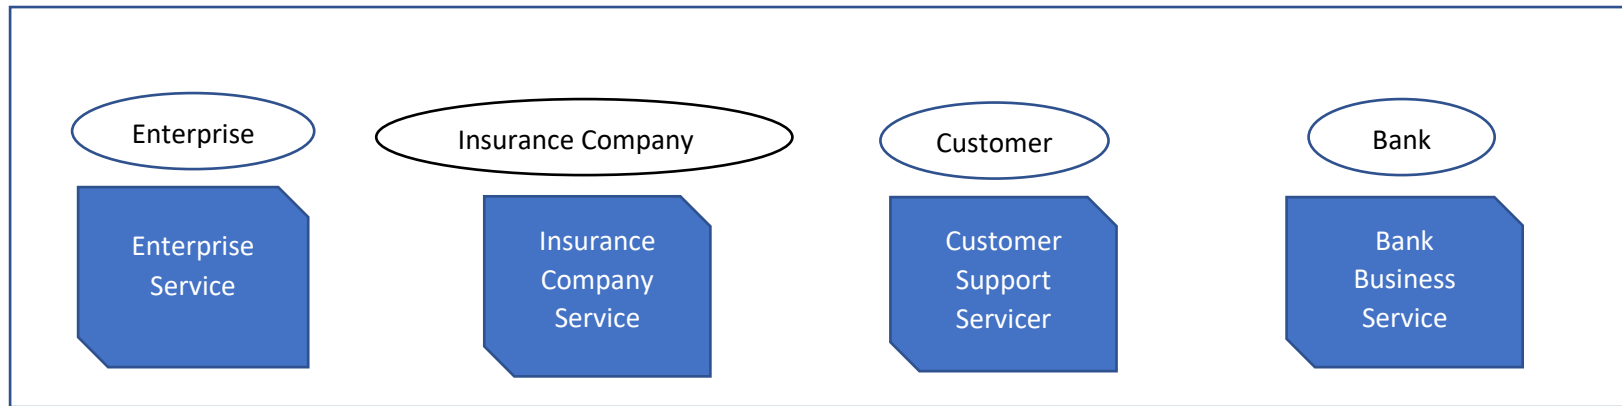 Enterprise
Insurance Company
Customer
Bank
Enterprise
Service
Insurance
Company
Service
Customer
Support
Servicer
Bank
Business
Service